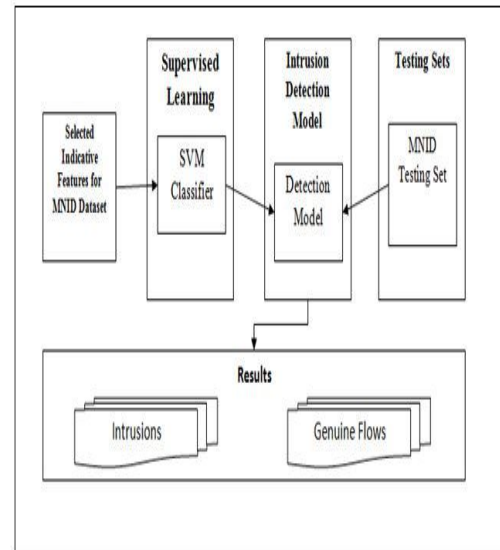 Selected
Indicative
Features for
MNID Dataset
Supervised
Learning
SVM
Classifier
Intrusion
Detection
Model
Detection
Model
Testing Sets
MNID
Testing Set
Results
Intrusions
Genuine Flows